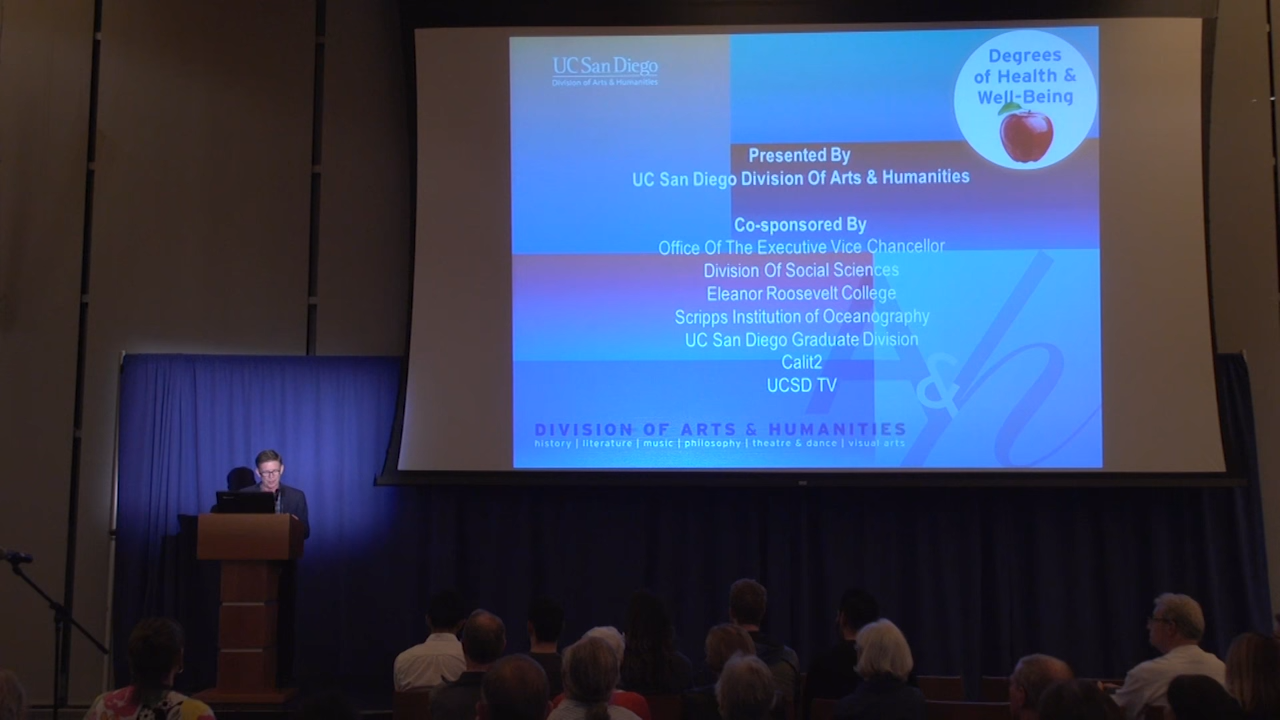 UC San Diego
Division of Arts & Humanities
Degrees
of Health &
Well-Being
Presented By
UC San Diego Division Of Arts & Humanities
Co-sponsored By
Office Of The Executive Vice Chancellor
Division Of Social Sciences
Eleanor Roosevelt College
Scripps Institution of Oceanography
UC San Diego Graduate Division
Calit2
UCSD TV
A&h
DIVISION OF ARTS & HUMANITIES
history | literature | music | philosophy | theatre & dance | visual arts